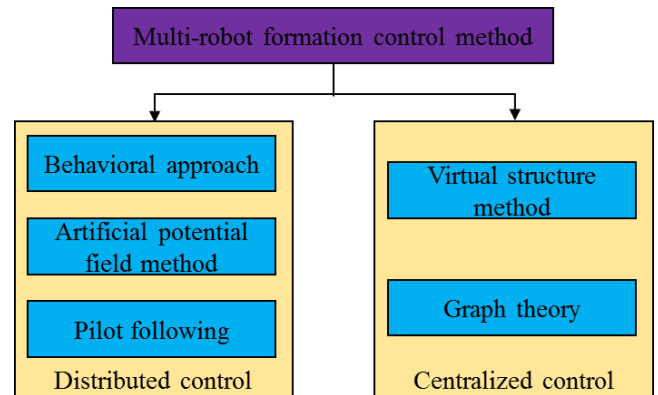 Multi-robot formation control method
Behavioral approach
Artificial potential
field method
Pilot following
Distributed control
Virtual structure
method
Graph theory
Centralized control